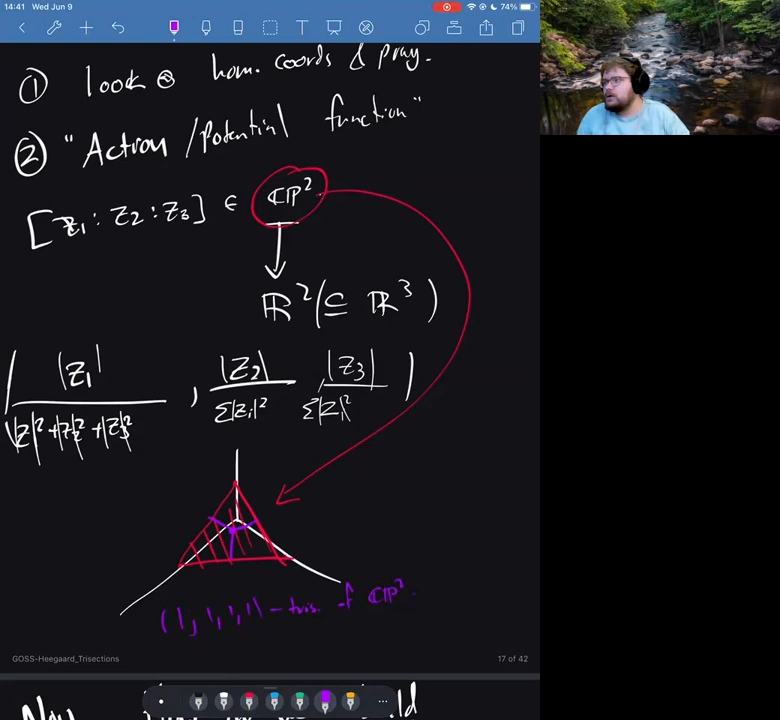 14:41 Wed Jun 9
74%
① look @ hom. coords & pray.
② "Action/potential function"
[z₁ : z₂ : z₃] ∈ ℂP²
ℝ²(⊆ ℝ³)
( |z₁| / |z₁|²+|z₂|²+|z₃|² , |z₂| / Σ|zᵢ|² |z₃| / Σ|zᵢ|² )
(1, 1, 1, 1) - tris. of ℂP².
GOSS-Heegaard_Trisections
17 of 42
Now